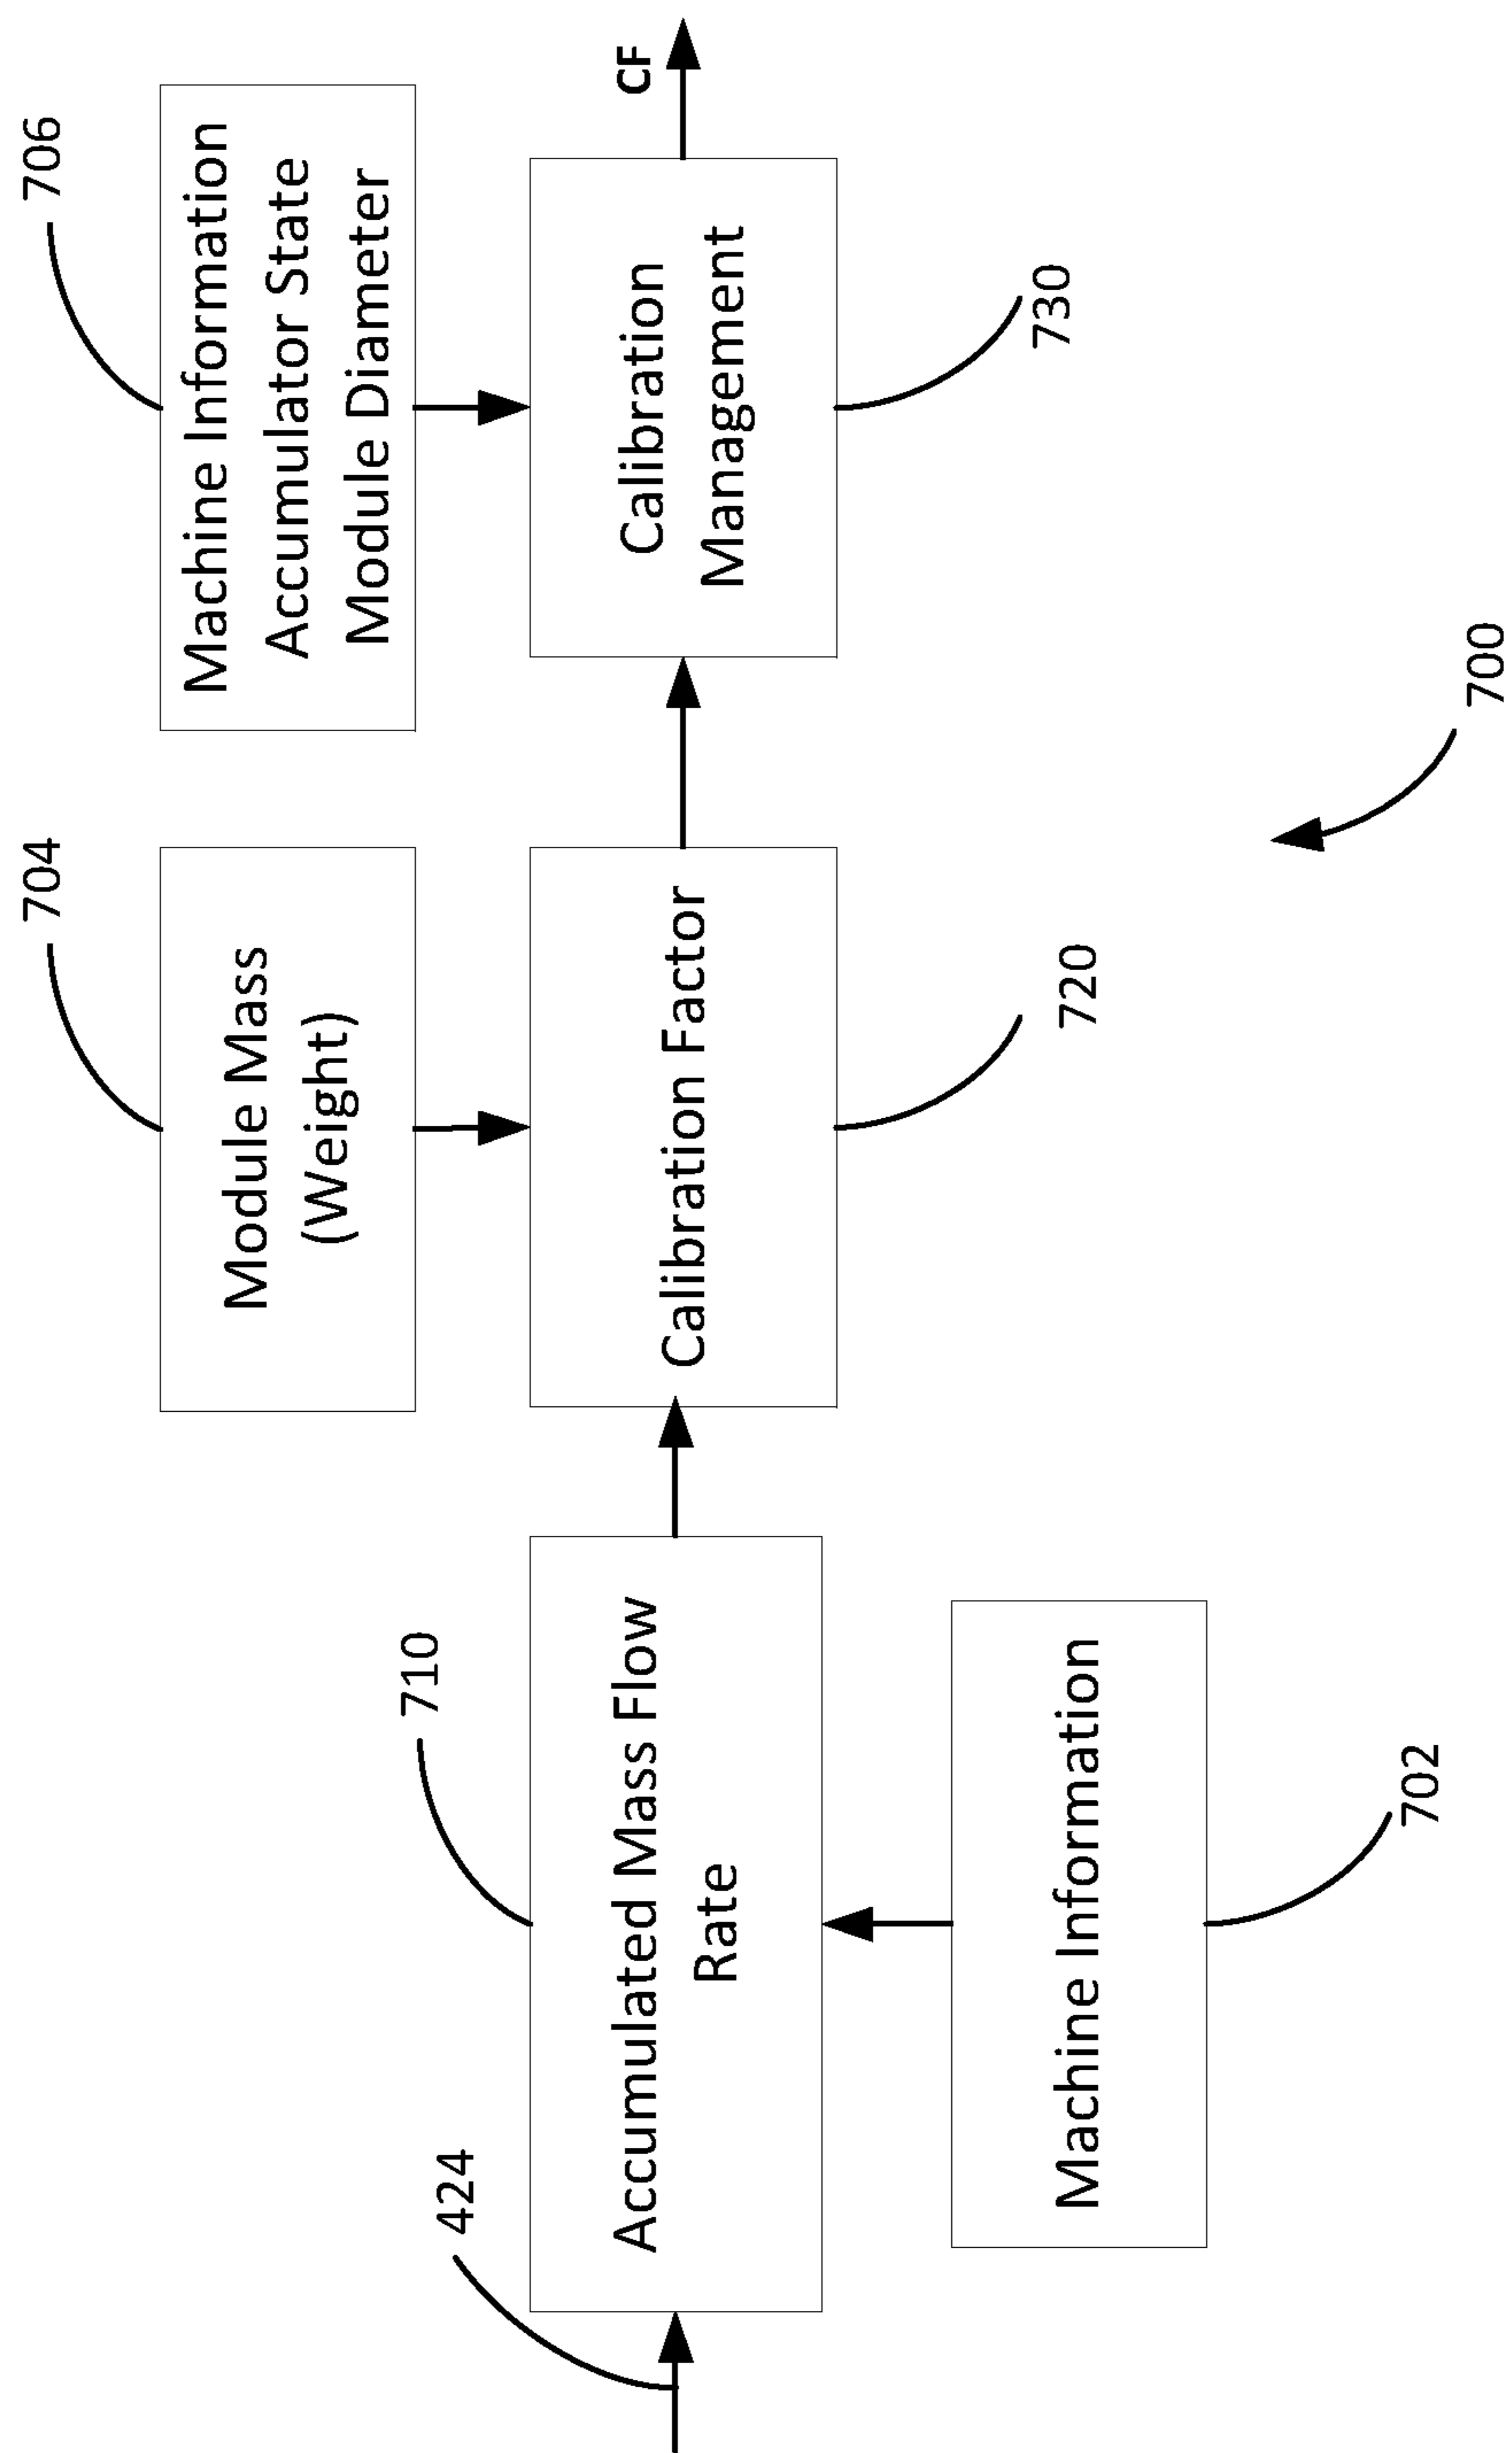 704
706
Module Mass
(Weight)
Machine Information
Accumulator State
Module Diameter
424
710
Accumulated Mass Flow
Rate
Calibration Factor
Calibration
Management
CF
Machine Information
720
730
702
700